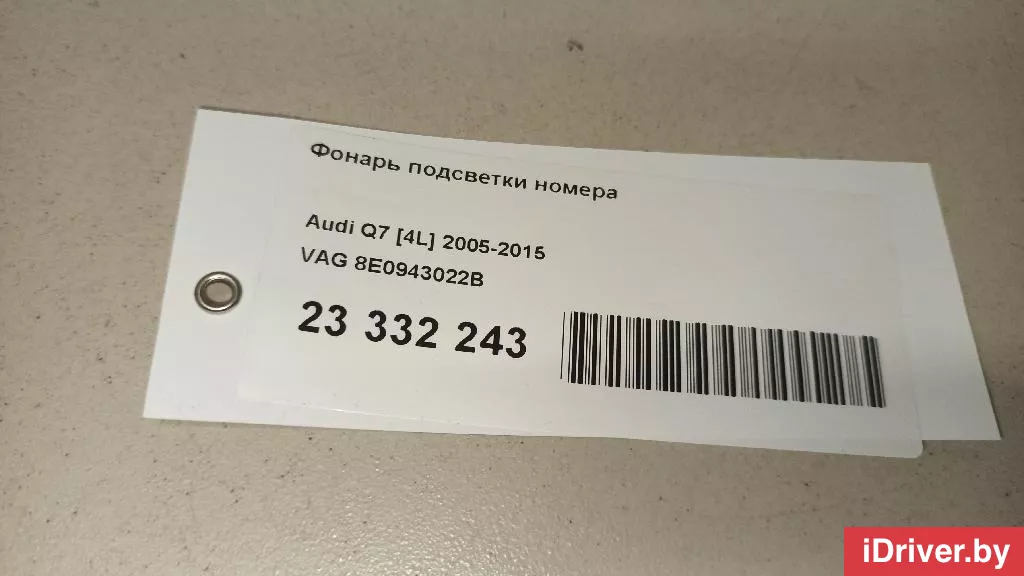 Фонарь подсветки номера
Audi Q7 [4L] 2005-2015
VAG 8E0943022B
23 332 243
iDriver.by